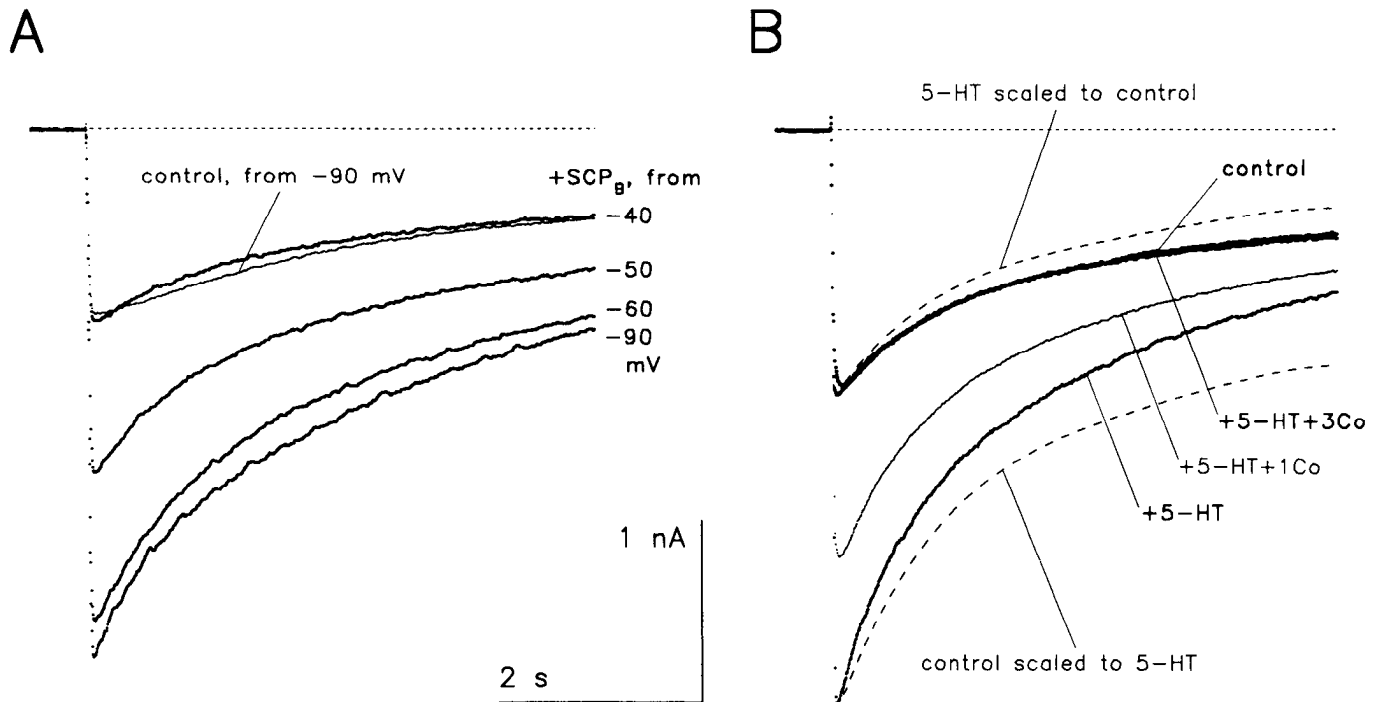 A
control, from −90 mV
+SCP_B, from
−40
−50
−60
−90
mV
1 nA
2 s
B
5−HT scaled to control
control
+5−HT+3Co
+5−HT+1Co
+5−HT
control scaled to 5−HT